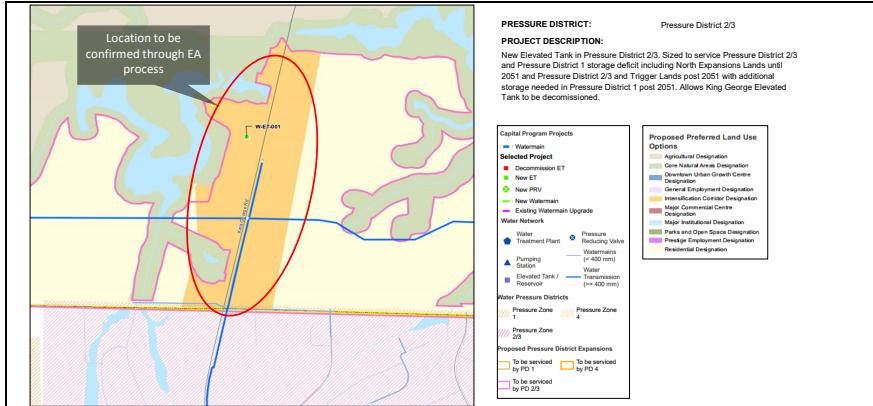 Location to be
confirmed through EA
process
W-ET-001
PRESSURE DISTRICT: Pressure District 2/3
PROJECT DESCRIPTION:
New Elevated Tank in Pressure District 2/3. Sized to service Pressure District 2/3
and Pressure District 1 storage deficit including North Expansions Lands until
2051 and Pressure District 2/3 and Trigger Lands post 2051 with additional
storage needed in Pressure District 1 post 2051. Allows King George Elevated
Tank to be decomissioned.
Capital Program Projects
Watermain
Selected Project
Decommission ET
New ET
New PRV
New Watermain
Existing Watermain Upgrade
Water Network
Water
Treatment Plant
Pressure
Reducing Valve
Pumping
Station
Watermains
(< 400 mm)
Elevated Tank /
Reservoir
Water
Transmission
(>= 400 mm)
Water Pressure Districts
Pressure Zone
1
Pressure Zone
4
Pressure Zone
2/3
Proposed Pressure District Expansions
To be serviced
by PD 1
To be serviced
by PD 4
To be serviced
by PD 2/3
Proposed Preferred Land Use
Options
Agricultural Designation
Core Natural Areas Designation
Downtown Urban Growth Centre
Designation
General Employment Designation
Intensification Corridor Designation
Major Commercial Centre
Designation
Major Institutional Designation
Parks and Open Space Designation
Prestige Employment Designation
Residential Designation